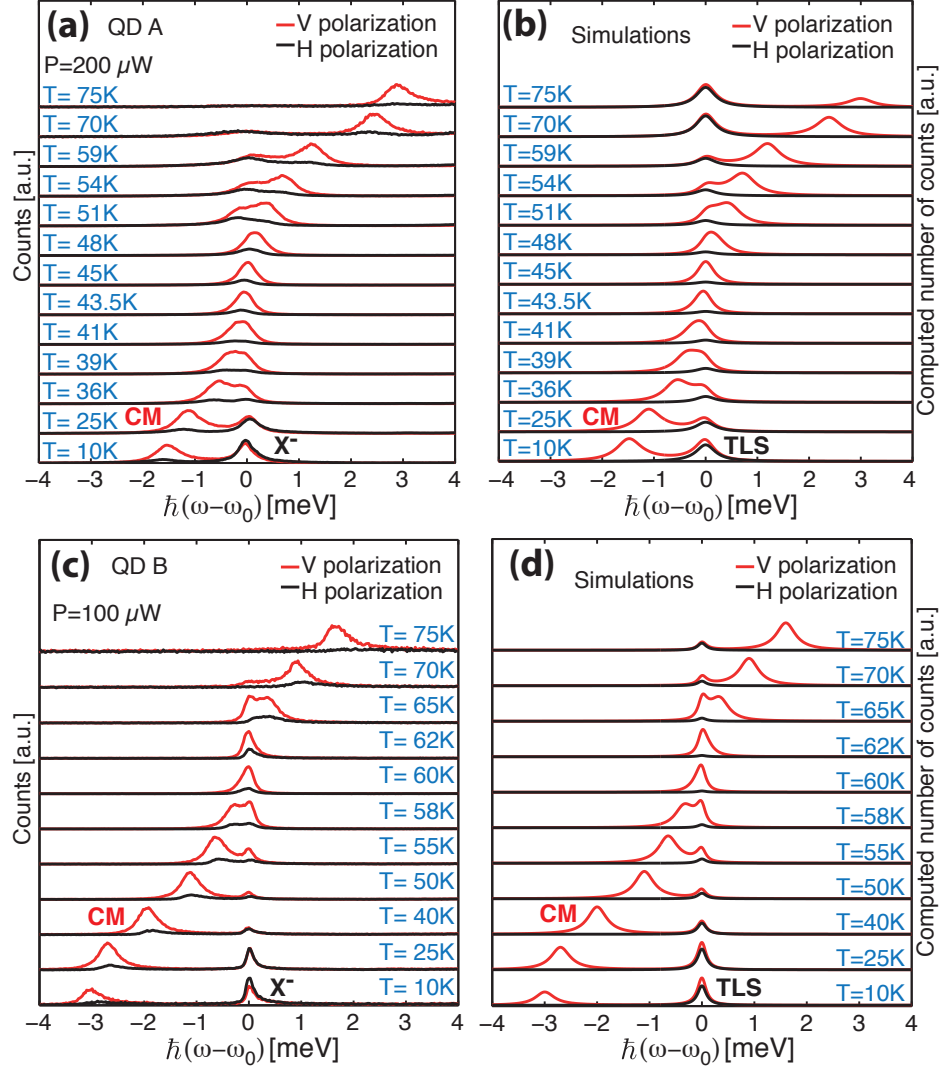 (a) QD A
V polarization
H polarization
P=200 µW
T= 75K
T= 70K
T= 59K
T= 54K
T= 51K
T= 48K
T= 45K
T= 43.5K
T= 41K
T= 39K
T= 36K
CM
T= 25K
T= 10K
X⁻
Counts [a.u.]
−4 −3 −2 −1 0 1 2 3 4
ℏ(ω−ω₀) [meV]
(b) Simulations
V polarization
H polarization
T=75K
T=70K
T=59K
T=54K
T=51K
T=48K
T=45K
T=43.5K
T=41K
T=39K
T=36K
T=25K
CM
T=10K
TLS
Computed number of counts [a.u.]
−4 −3 −2 −1 0 1 2 3 4
ℏ(ω−ω₀) [meV]
(c) QD B
V polarization
H polarization
P=100 µW
T= 75K
T= 70K
T= 65K
T= 62K
T= 60K
T= 58K
T= 55K
T= 50K
CM
T= 40K
T= 25K
X⁻
T= 10K
Counts [a.u.]
−4 −3 −2 −1 0 1 2 3 4
ℏ(ω−ω₀) [meV]
(d) Simulations
V polarization
H polarization
T=75K
T=70K
T=65K
T=62K
T=60K
T=58K
T=55K
T=50K
CM
T=40K
T=25K
TLS
T=10K
Computed number of counts [a.u.]
−4 −3 −2 −1 0 1 2 3 4
ℏ(ω−ω₀) [meV]